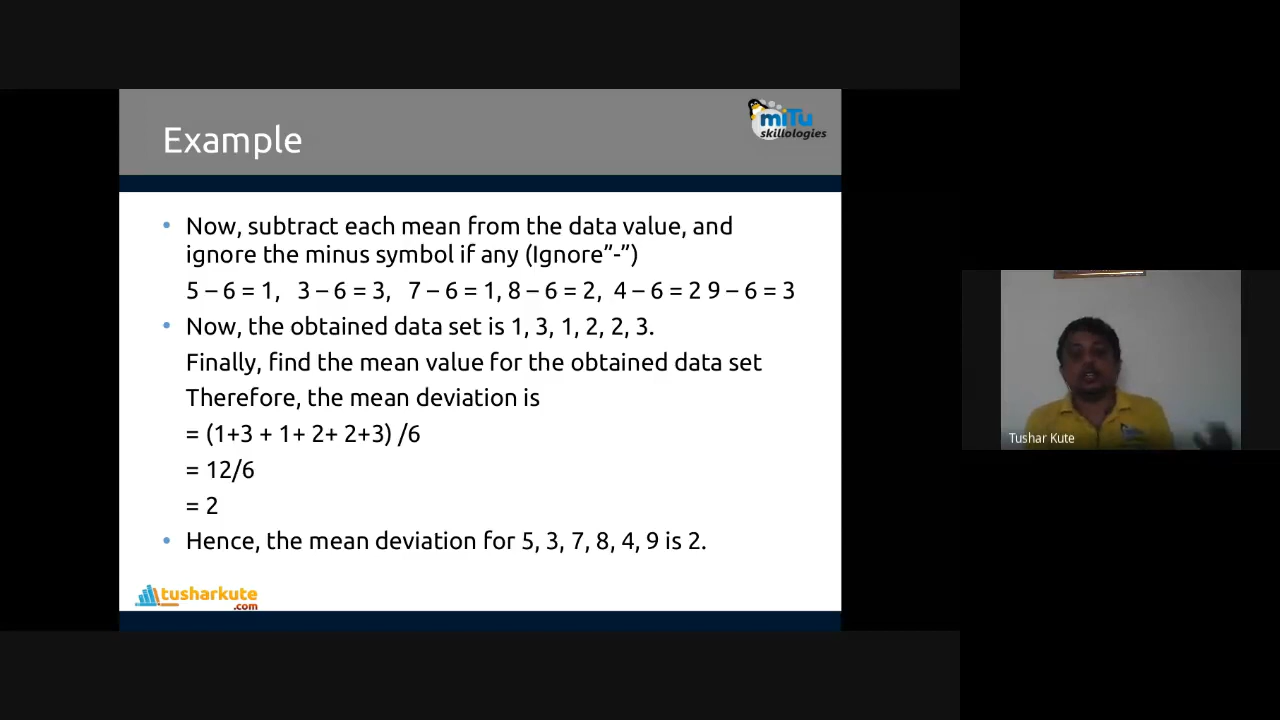 Example
miTu
skillologies
• Now, subtract each mean from the data value, and
ignore the minus symbol if any (Ignore”-”)
5 – 6 = 1, 3 – 6 = 3, 7 – 6 = 1, 8 – 6 = 2, 4 – 6 = 2 9 – 6 = 3
• Now, the obtained data set is 1, 3, 1, 2, 2, 3.
Finally, find the mean value for the obtained data set
Therefore, the mean deviation is
= (1+3 + 1+ 2+ 2+3) /6
= 12/6
= 2
• Hence, the mean deviation for 5, 3, 7, 8, 4, 9 is 2.
tusharkute
.com
Tushar Kute